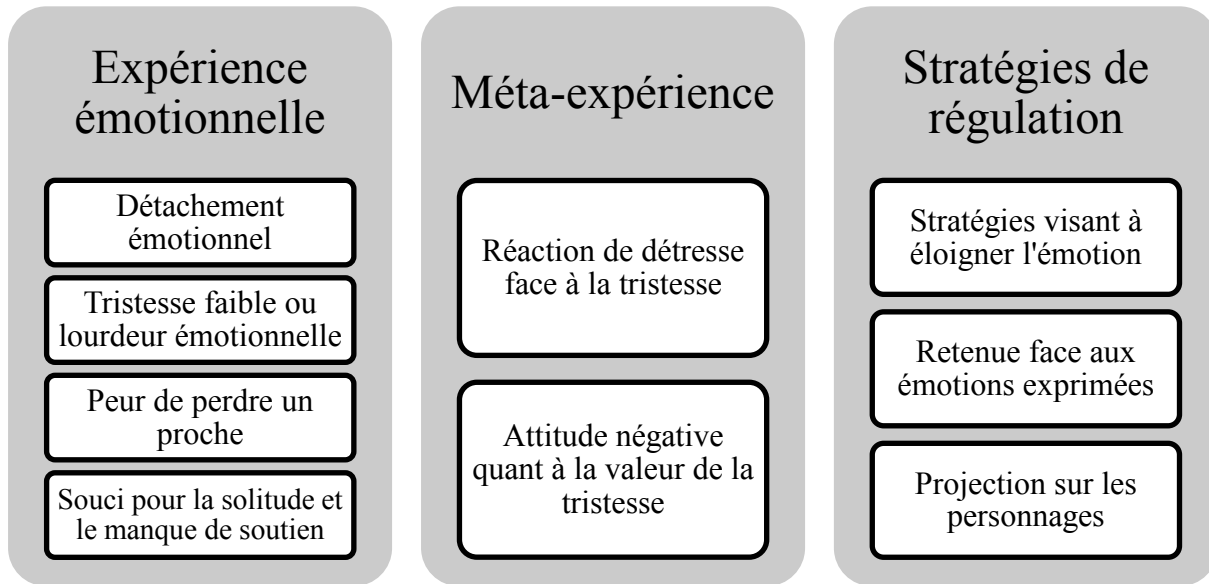 Expérience
émotionnelle
Détachement
émotionnel
Tristesse faible ou
lourdeur émotionnelle
Peur de perdre un
proche
Souci pour la solitude et
le manque de soutien
Méta-expérience
Réaction de détresse
face à la tristesse
Attitude négative
quant à la valeur de la
tristesse
Stratégies de
régulation
Stratégies visant à
éloigner l'émotion
Retenue face aux
émotions exprimées
Projection sur les
personnages